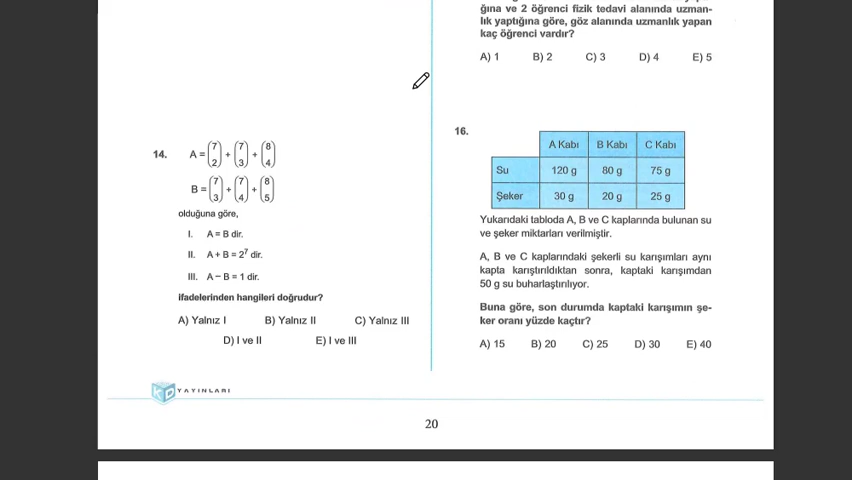 ğına ve 2 öğrenci fizik tedavi alanında uzman-
lık yaptığına göre, göz alanında uzmanlık yapan
kaç öğrenci vardır?
A) 1 B) 2 C) 3 D) 4 E) 5
14. A = (7 2) + (7 3) + (8 4)
B = (7 3) + (7 4) + (8 5)
olduğuna göre,
I. A = B dir.
II. A + B = 2⁷ dir.
III. A − B = 1 dir.
ifadelerinden hangileri doğrudur?
A) Yalnız I B) Yalnız II C) Yalnız III
D) I ve II E) I ve III
16.
A Kabı B Kabı C Kabı
Su 120 g 80 g 75 g
Şeker 30 g 20 g 25 g
Yukarıdaki tabloda A, B ve C kaplarında bulunan su
ve şeker miktarları verilmiştir.
A, B ve C kaplarındaki şekerli su karışımları aynı
kapta karıştırıldıktan sonra, kaptaki karışımdan
50 g su buharlaştırılıyor.
Buna göre, son durumda kaptaki karışımın şe-
ker oranı yüzde kaçtır?
A) 15 B) 20 C) 25 D) 30 E) 40
KD YAYINLARI
20